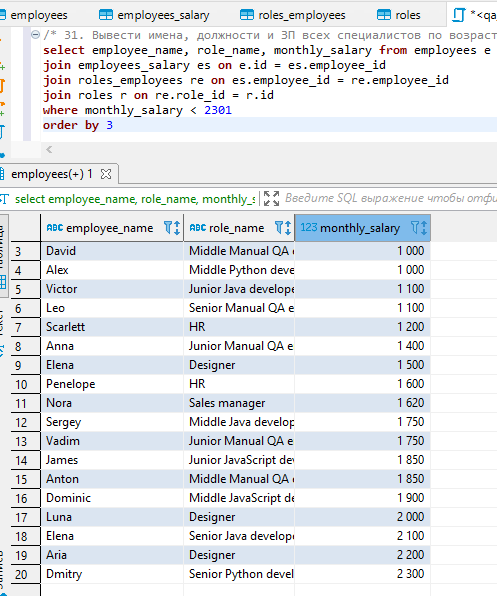 employees
employees_salary
roles_employees
roles
*<qa
/* 31. Вывести имена, должности и ЗП всех специалистов по возраст
select employee_name, role_name, monthly_salary from employees e
join employees_salary es on e.id = es.employee_id
join roles_employees re on es.employee_id = re.employee_id
join roles r on re.role_id = r.id
where monthly_salary < 2301
order by 3
employees(+) 1
select employee_name, role_name, monthly_s
Введите SQL выражение чтобы отфи
ABC employee_name ABC role_name 123 monthly_salary
3 David Middle Manual QA e 1 000
4 Alex Middle Python deve 1 000
5 Victor Junior Java develope 1 100
6 Leo Senior Manual QA e 1 100
7 Scarlett HR 1 200
8 Anna Junior Manual QA e 1 400
9 Elena Designer 1 500
10 Penelope HR 1 600
11 Nora Sales manager 1 620
12 Sergey Middle Java develop 1 750
13 Vadim Junior Manual QA e 1 750
14 James Junior JavaScript dev 1 850
15 Anton Middle Manual QA e 1 850
16 Dominic Middle JavaScript de 1 900
17 Luna Designer 2 000
18 Elena Senior Java develope 2 100
19 Aria Designer 2 200
20 Dmitry Senior Python devel 2 300